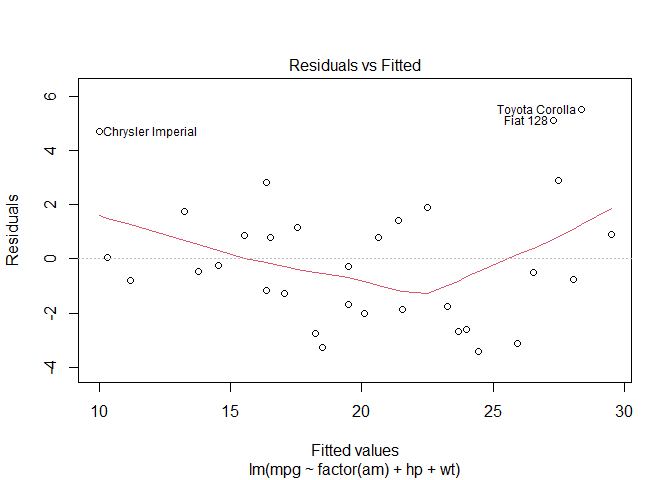 Residuals vs Fitted
6
4
2
0
-2
-4
Residuals
Toyota Corolla
Fiat 128
Chrysler Imperial
10
15
20
25
30
Fitted values
lm(mpg ~ factor(am) + hp + wt)